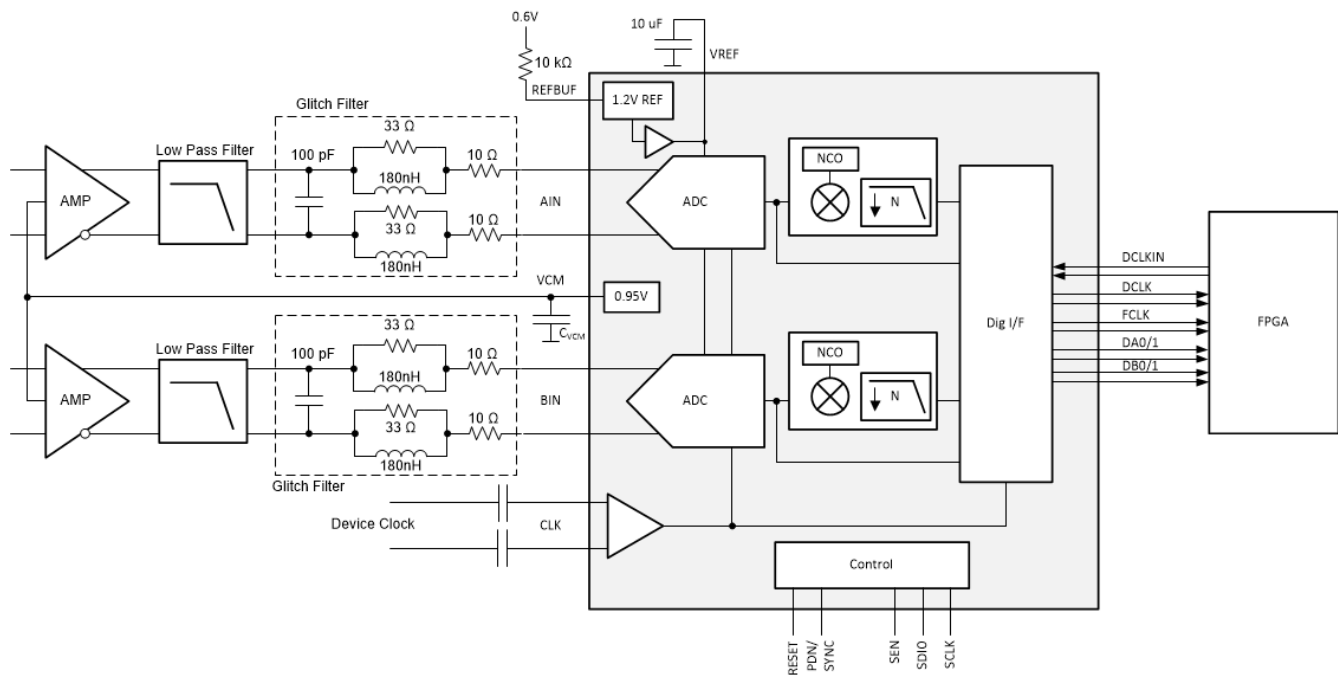 0.6V
10 uF
VREF
10 kΩ
REFBUF
1.2V REF
Glitch Filter
33 Ω
Low Pass Filter
100 pF
10 Ω
180nH
AMP
AIN
ADC
NCO
N
10 Ω
33 Ω
180nH
VCM
0.95V
CVCM
Dig I/F
DCLKIN
DCLK
FCLK
DA0/1
DB0/1
FPGA
33 Ω
Low Pass Filter
100 pF
10 Ω
180nH
AMP
BIN
ADC
NCO
N
10 Ω
33 Ω
180nH
Glitch Filter
Device Clock
CLK
Control
RESET
PDN/
SYNC
SEN
SDIO
SCLK